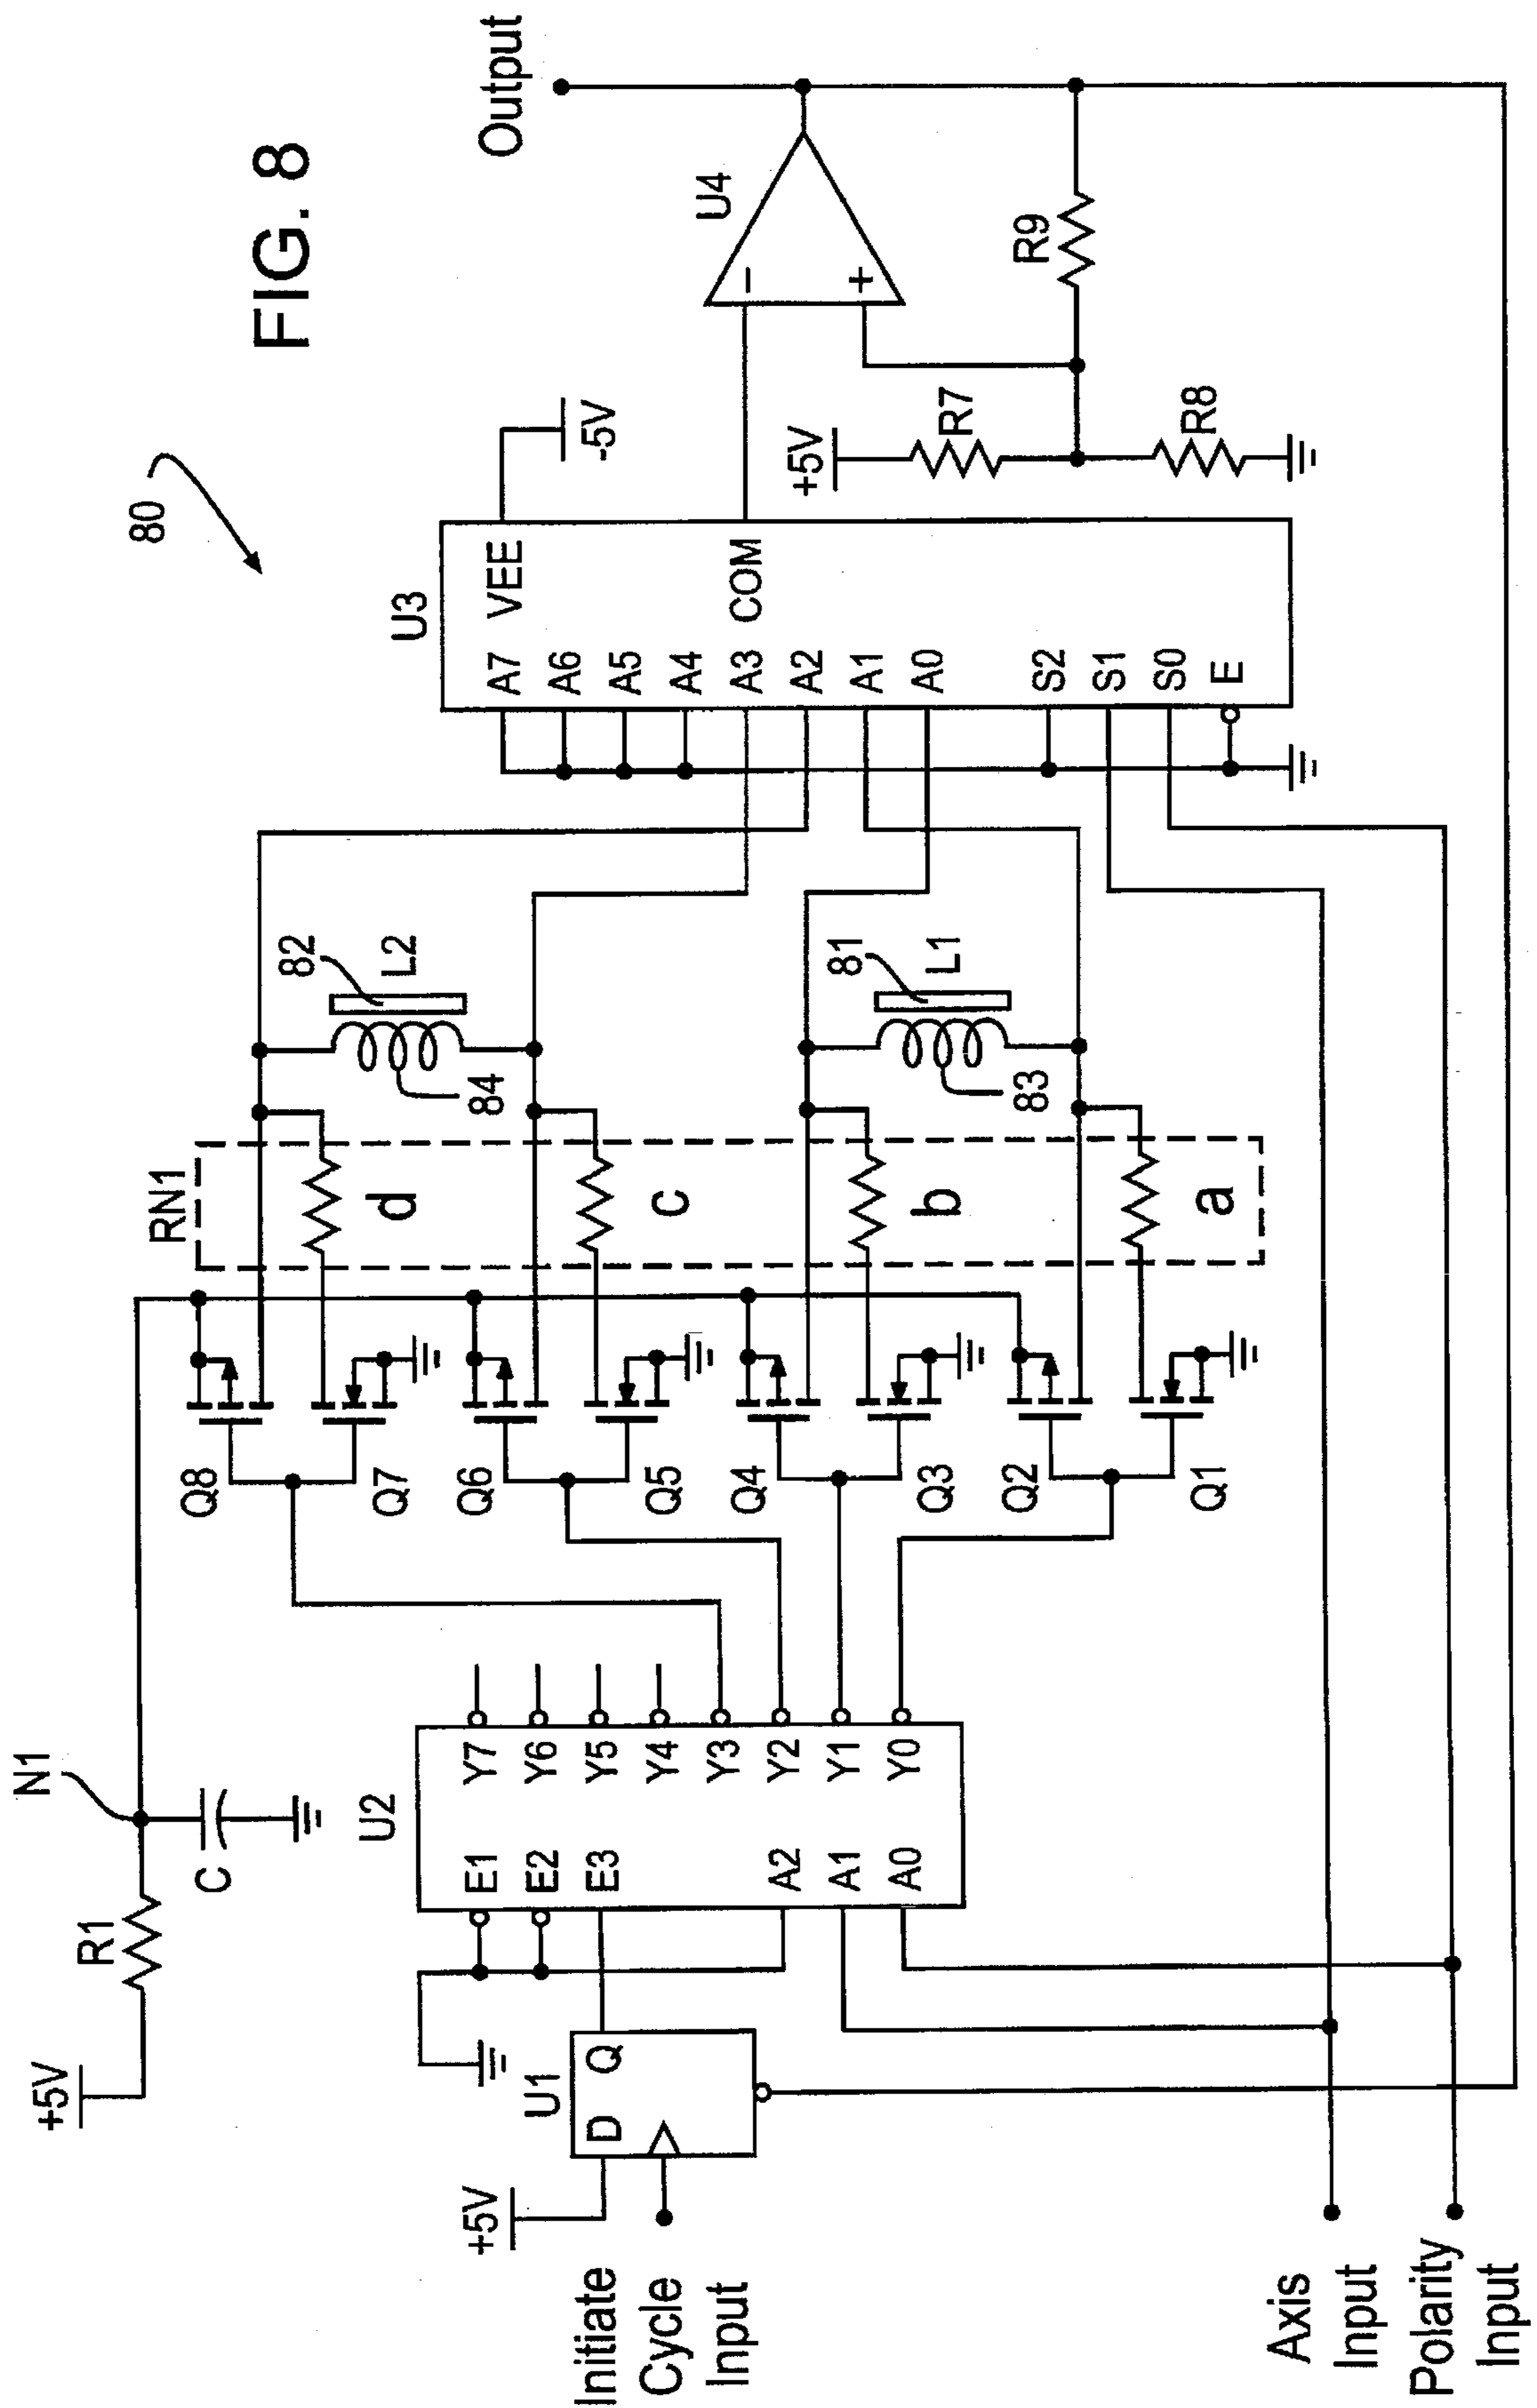 FIG. 8
80
+5V
R1
N1
C
RN1
Q8
Q7
Q6
Q5
Q4
Q3
Q2
Q1
d
c
b
a
82
L2
84
81
L1
83
U3
A7
VEE
A6
A5
A4
A3
COM
A2
A1
A0
S2
S1
S0
E
-5V
U4
-
+
Output
R9
+5V
R7
R8
U2
E1
Y7
E2
Y6
E3
Y5
Y4
Y3
A2
Y2
A1
Y1
A0
Y0
U1
D
Q
+5V
Initiate
Cycle
Input
Axis
Input
Polarity
Input